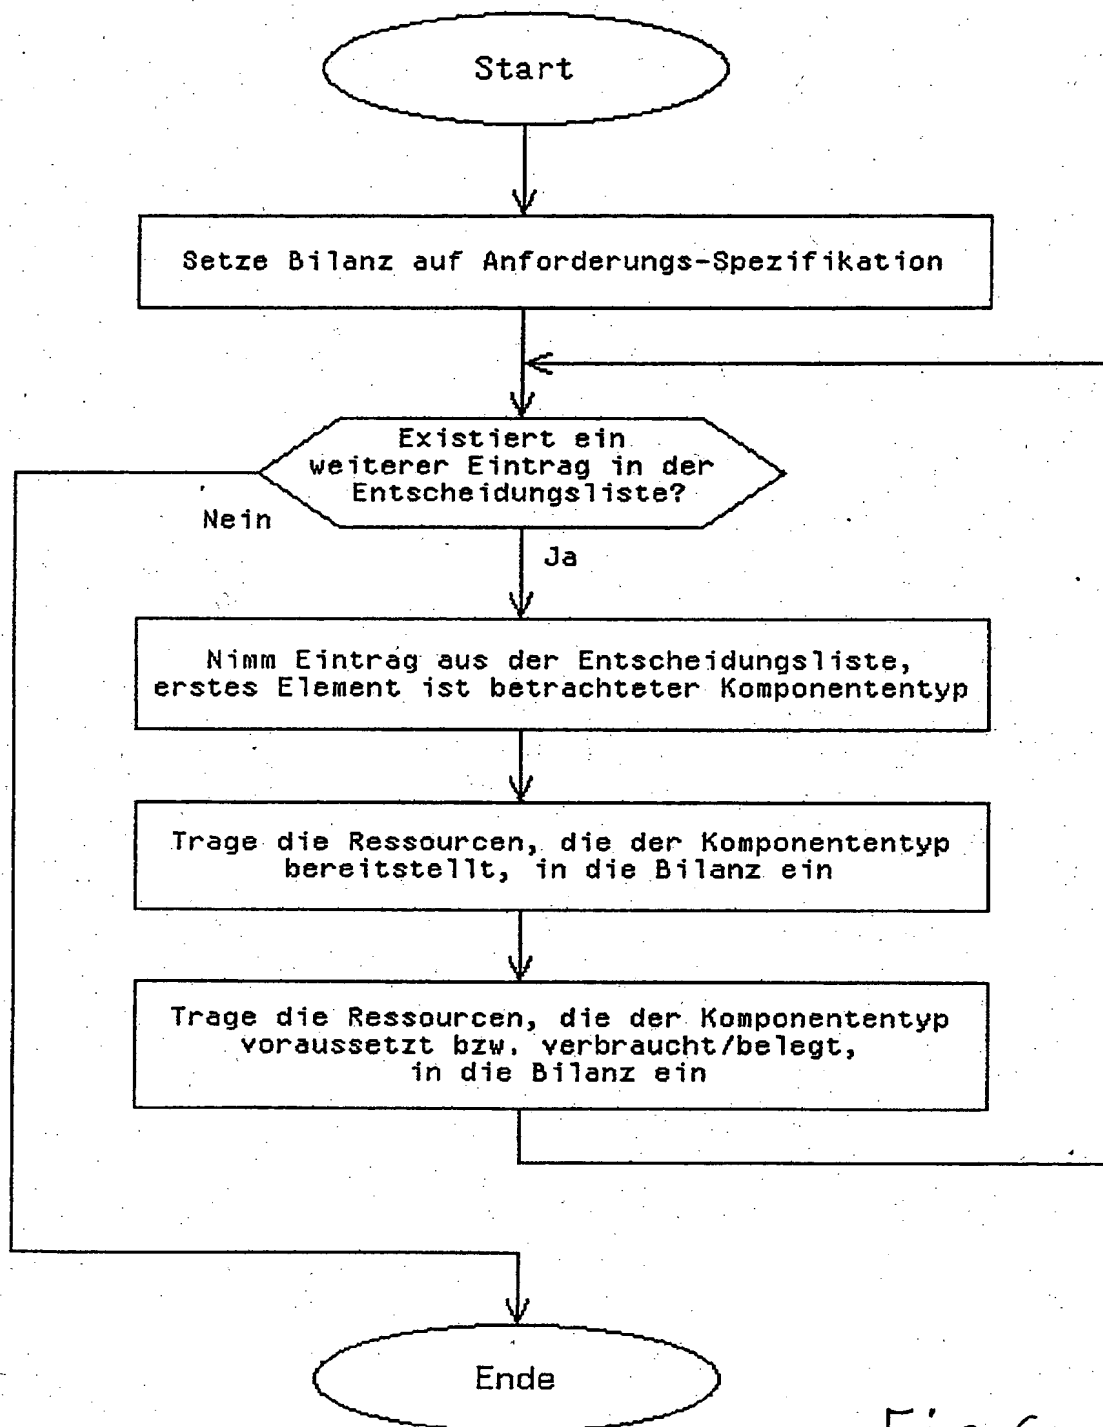 Start
Setze Bilanz auf Anforderungs-Spezifikation
Existiert ein
weiterer Eintrag in der
Entscheidungsliste?
Nein
Ja
Nimm Eintrag aus der Entscheidungsliste,
erstes Element ist betrachteter Komponententyp
Trage die Ressourcen, die der Komponententyp
bereitstellt, in die Bilanz ein
Trage die Ressourcen, die der Komponententyp
voraussetzt bzw. verbraucht/belegt,
in die Bilanz ein
Ende